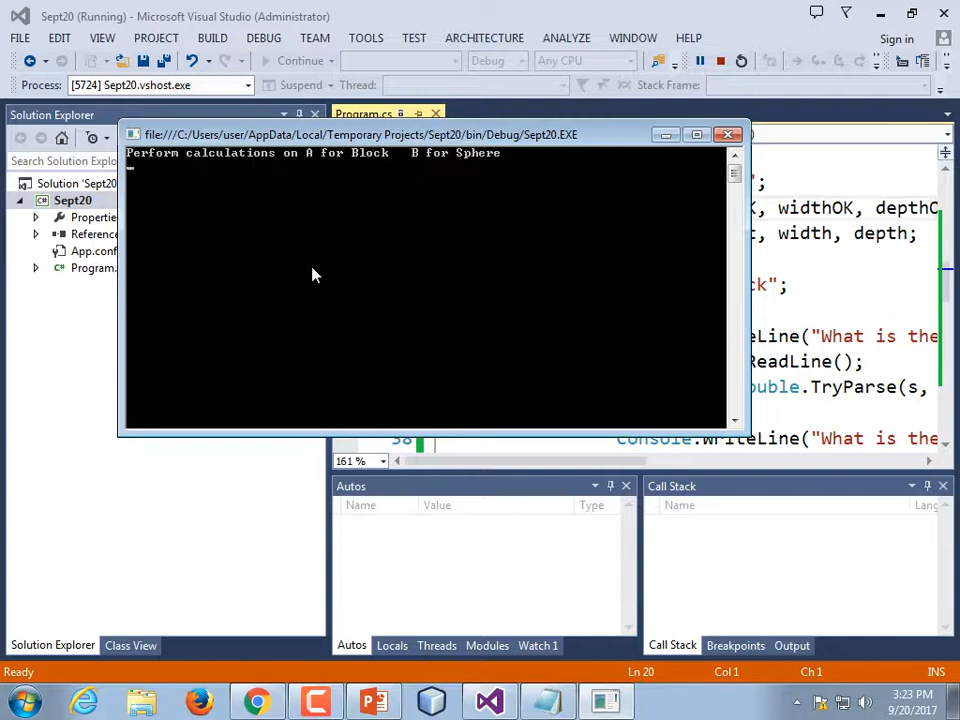 Sept20 (Running) - Microsoft Visual Studio (Administrator)
FILE EDIT VIEW PROJECT BUILD DEBUG TEAM TOOLS TEST ARCHITECTURE ANALYZE WINDOW HELP Sign in
Continue Debug Any CPU
Process: [5724] Sept20.vshost.exe Suspend Thread: Stack Frame:
Solution Explorer
Program.cs
file:///C:/Users/user/AppData/Local/Temporary Projects/Sept20/bin/Debug/Sept20.EXE
Perform calculations on A for Block B for Sphere
Search Solution
Solution 'Sept20
Sept20
Properti
Reference
App.conf
Program.
";
, widthOK, depthO
, width, depth;
ck";
eLine("What is the
ReadLine();
ouble.TryParse(s,
38 Console.WriteLine("What is the
161 %
Autos
Name Value Type
Call Stack
Name Lang
Solution Explorer Class View
Autos Locals Threads Modules Watch 1
Call Stack Breakpoints Output
Ready Ln 20 Col 1 Ch 1 INS
3:23 PM
9/20/2017